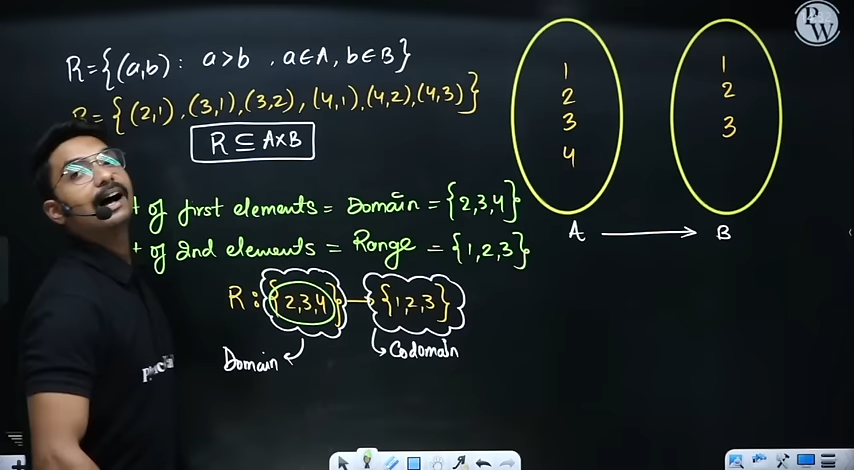 R={(a,b): a>b , a∈A, b∈B}
R={(2,1),(3,1),(3,2),(4,1),(4,2),(4,3)}
R⊆A×B
of first elements = Domain = {2,3,4}
of 2nd elements = Range = {1,2,3}
R: {2,3,4} → {1,2,3}
Domain
Codomain
1
2
3
4
A → B
1
2
3
PW